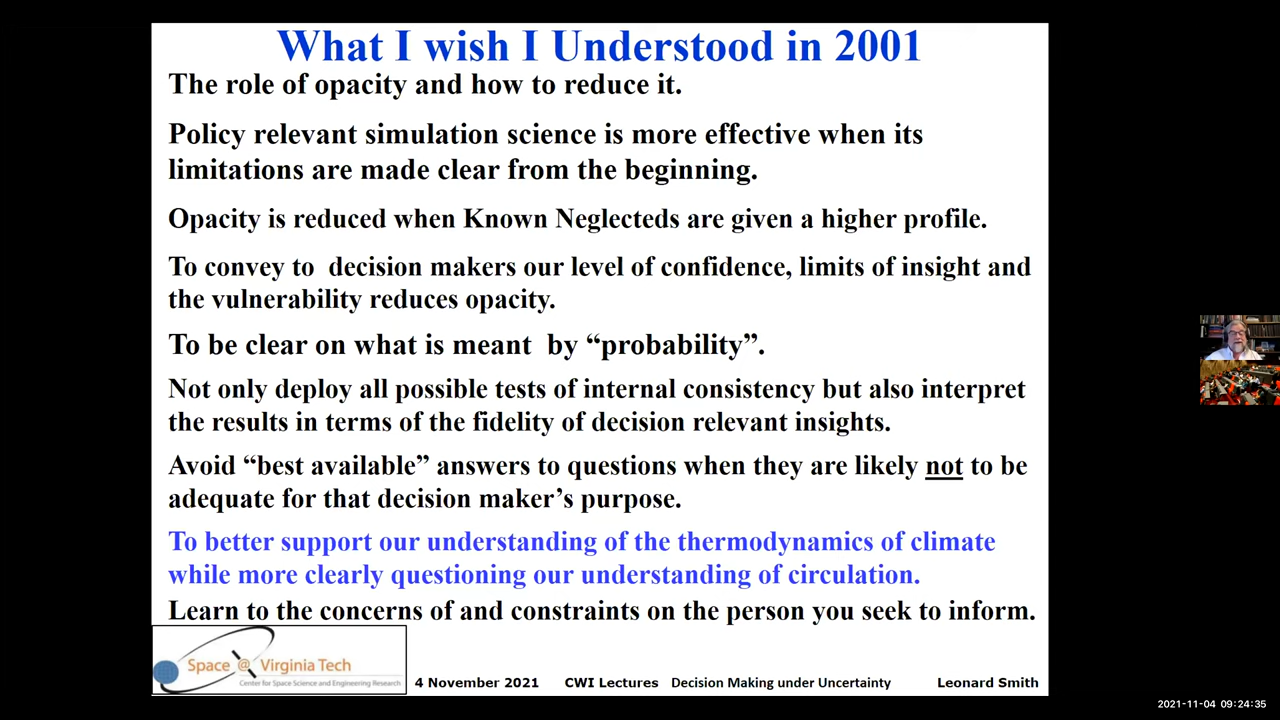 What I wish I Understood in 2001
The role of opacity and how to reduce it.
Policy relevant simulation science is more effective when its
limitations are made clear from the beginning.
Opacity is reduced when Known Neglecteds are given a higher profile.
To convey to decision makers our level of confidence, limits of insight and
the vulnerability reduces opacity.
To be clear on what is meant by “probability”.
Not only deploy all possible tests of internal consistency but also interpret
the results in terms of the fidelity of decision relevant insights.
Avoid “best available” answers to questions when they are likely not to be
adequate for that decision maker’s purpose.
To better support our understanding of the thermodynamics of climate
while more clearly questioning our understanding of circulation.
Learn to the concerns of and constraints on the person you seek to inform.
Space @ Virginia Tech
Center for Space Science and Engineering Research
4 November 2021 CWI Lectures Decision Making under Uncertainty Leonard Smith
2021-11-04 09:24:35